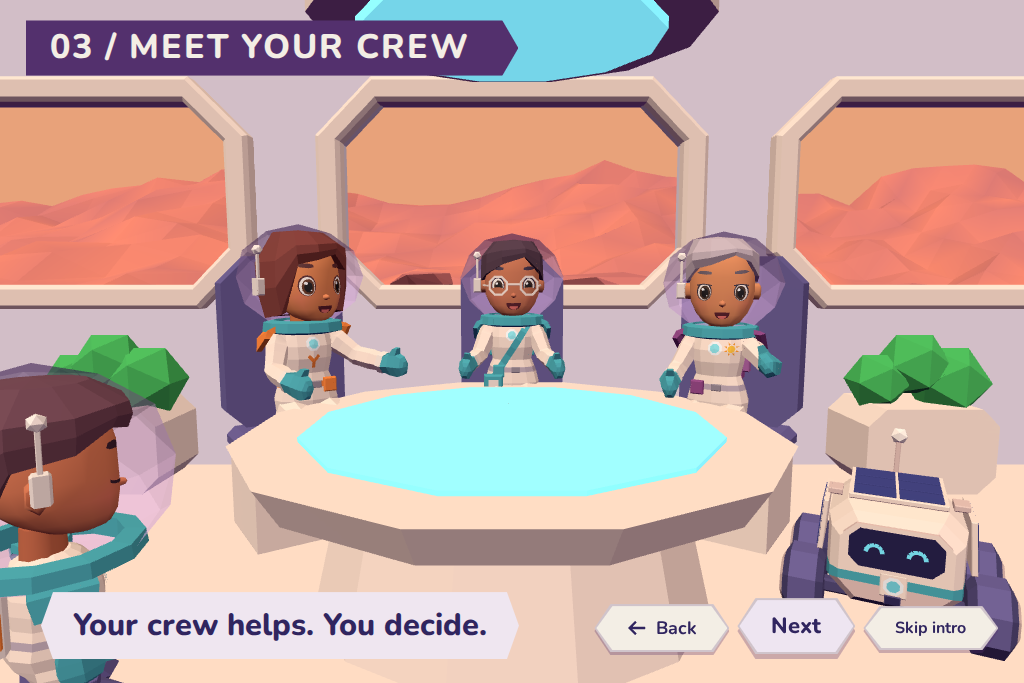 03 / MEET YOUR CREW
Your crew helps. You decide.
← Back
Next
Skip intro